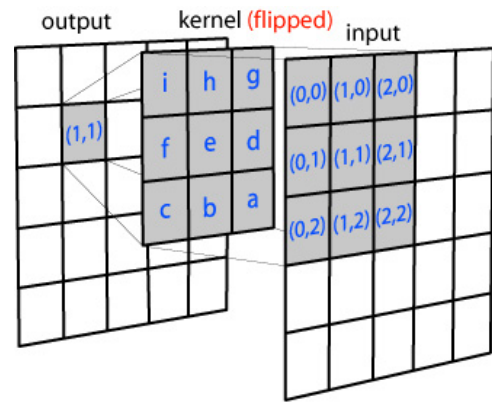 output
kernel (flipped)
input
(1,1)
i h g
f e d
c b a
(0,0) (1,0) (2,0)
(0,1) (1,1) (2,1)
(0,2) (1,2) (2,2)